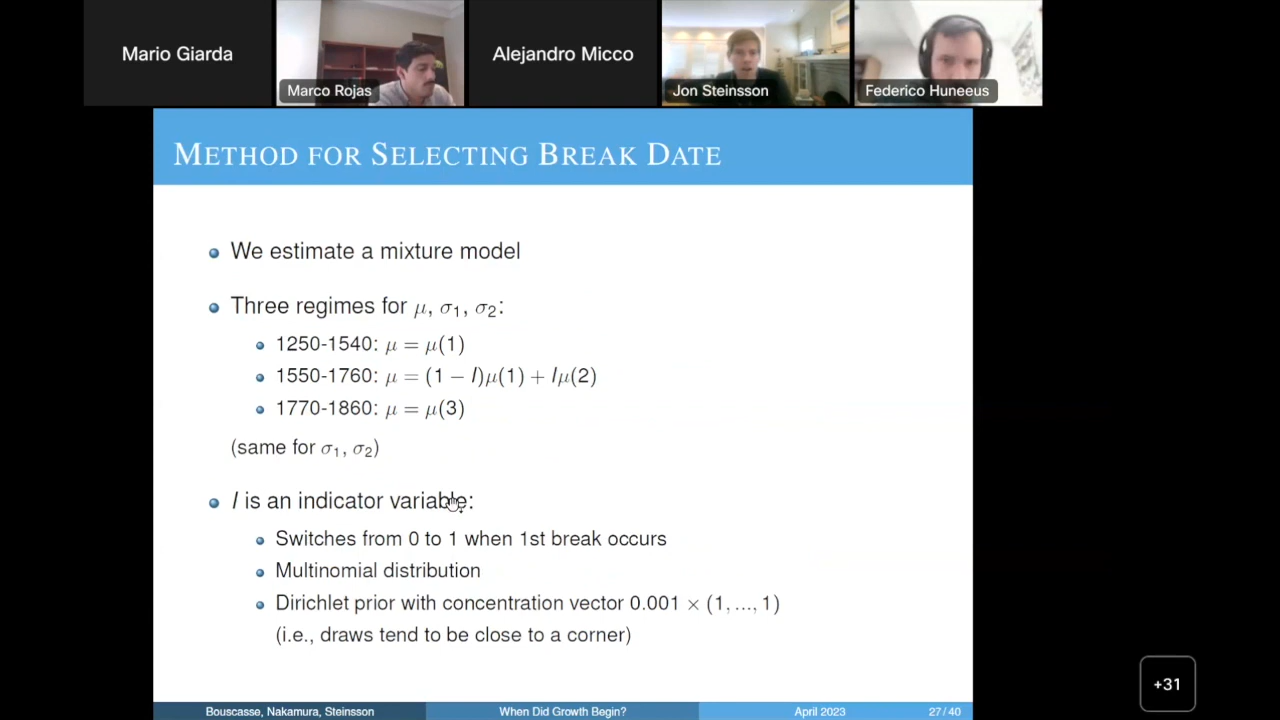 Mario Giarda
Marco Rojas
Alejandro Micco
Jon Steinsson
Federico Huneeus
METHOD FOR SELECTING BREAK DATE
We estimate a mixture model
Three regimes for μ, σ₁, σ₂:
1250-1540: μ = μ(1)
1550-1760: μ = (1 − I)μ(1) + Iμ(2)
1770-1860: μ = μ(3)
(same for σ₁, σ₂)
I is an indicator variable:
Switches from 0 to 1 when 1st break occurs
Multinomial distribution
Dirichlet prior with concentration vector 0.001 × (1, ..., 1)
(i.e., draws tend to be close to a corner)
Bouscasse, Nakamura, Steinsson
When Did Growth Begin?
April 2023
27 / 40
+31